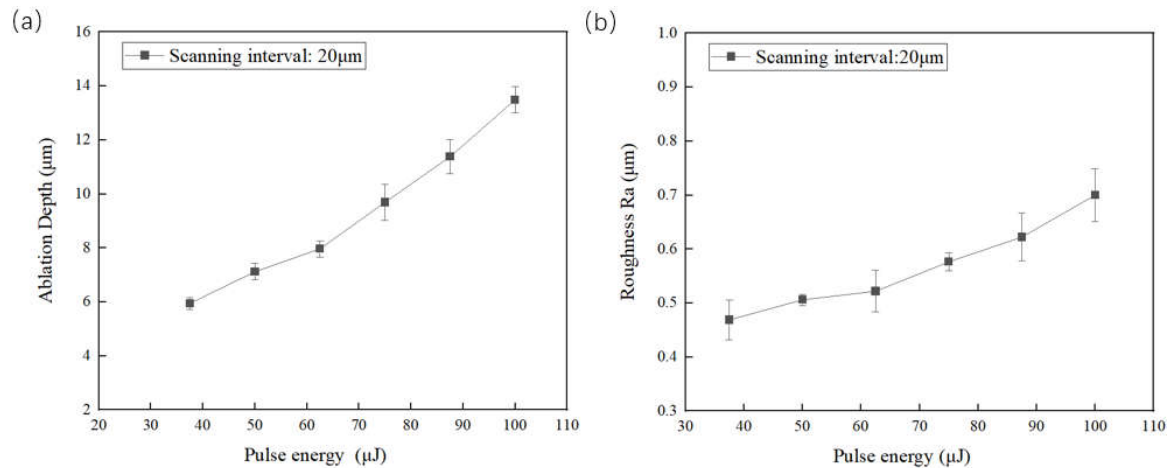 (a)
16
14
12
10
8
6
4
2
Ablation Depth (μm)
Scanning interval: 20μm
20 30 40 50 60 70 80 90 100 110
Pulse energy (μJ)
(b)
1.0
0.9
0.8
0.7
0.6
0.5
0.4
0.3
Roughness Ra (μm)
Scanning interval:20μm
30 40 50 60 70 80 90 100 110
Pulse energy (μJ)